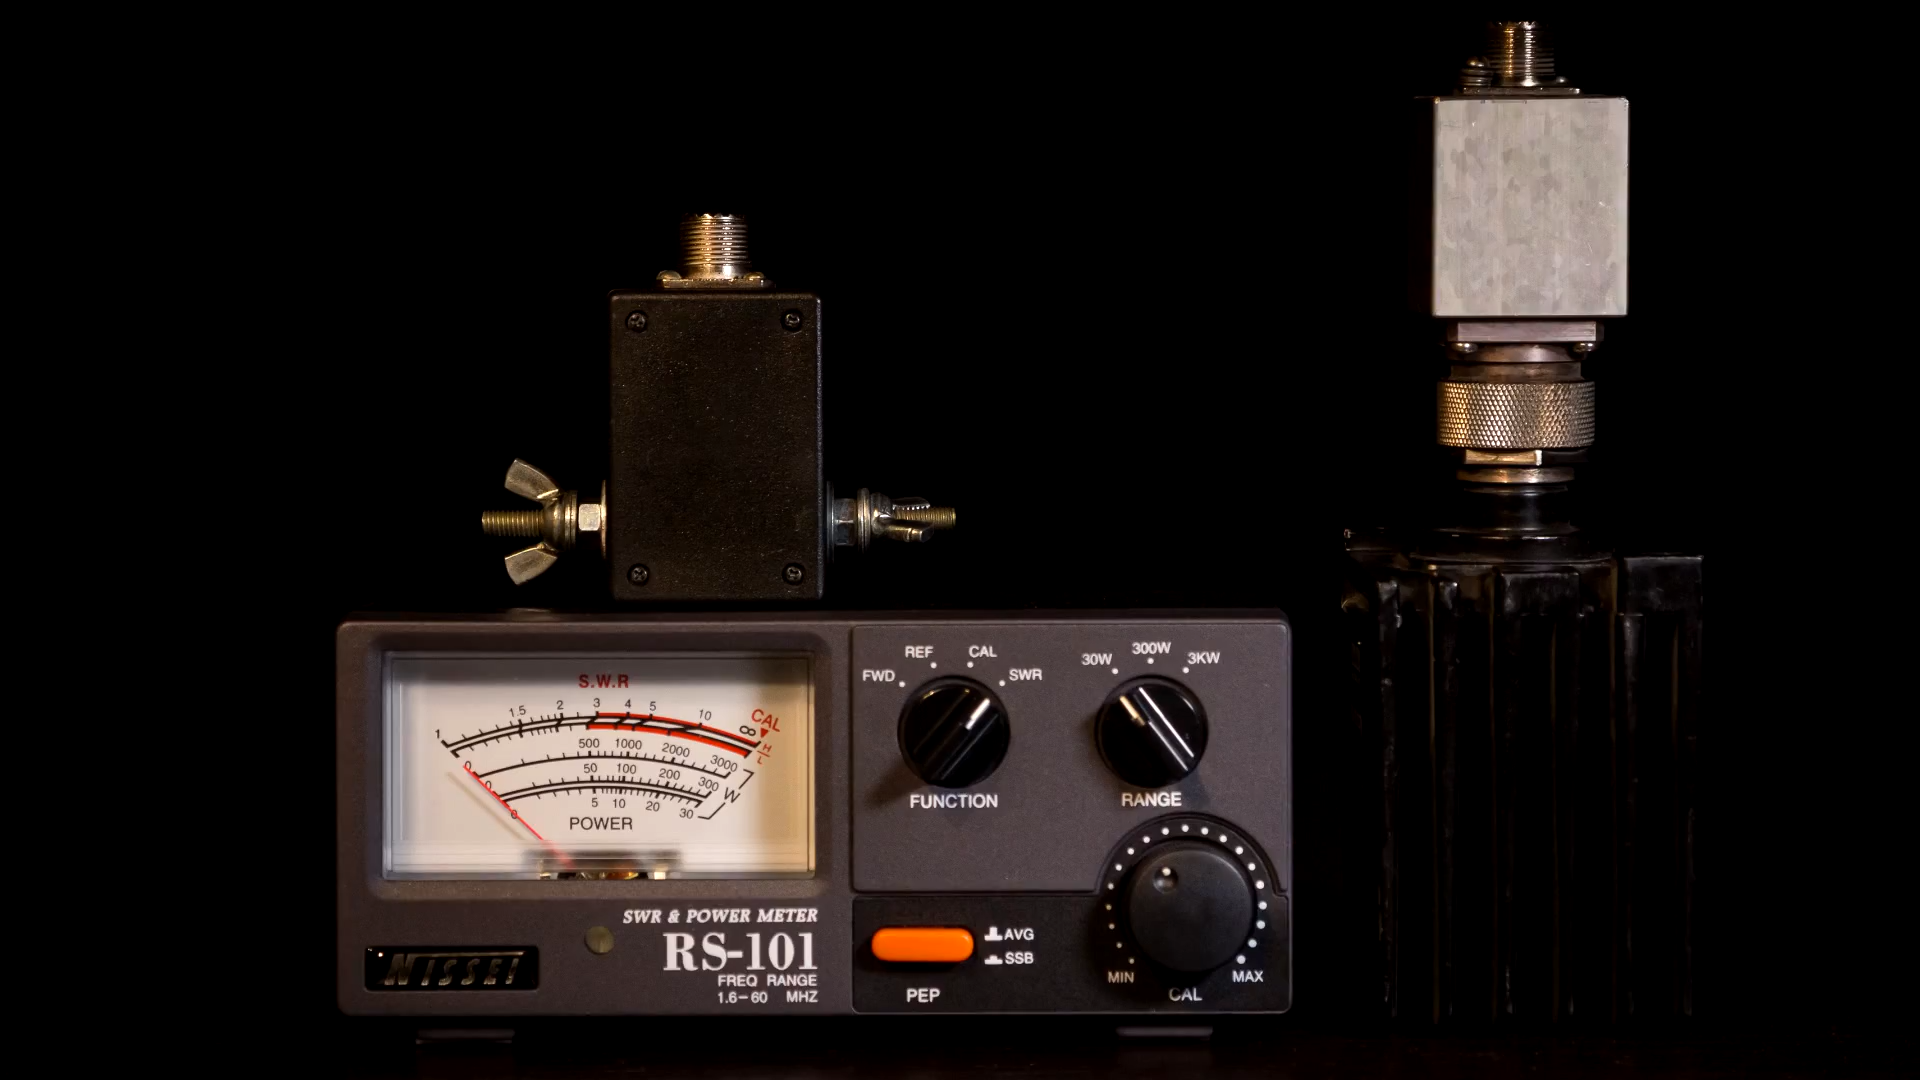 S.W.R
1 1.5 2 3 4 5 10 ∞ CAL
H
L
0 500 1000 2000 3000
0 50 100 200 300 W
0 5 10 20 30
POWER
SWR & POWER METER
RS-101
FREQ RANGE
1.6-60 MHZ
NISSEI
FWD REF CAL SWR
FUNCTION
30W 300W 3KW
RANGE
AVG
SSB
PEP
MIN MAX
CAL